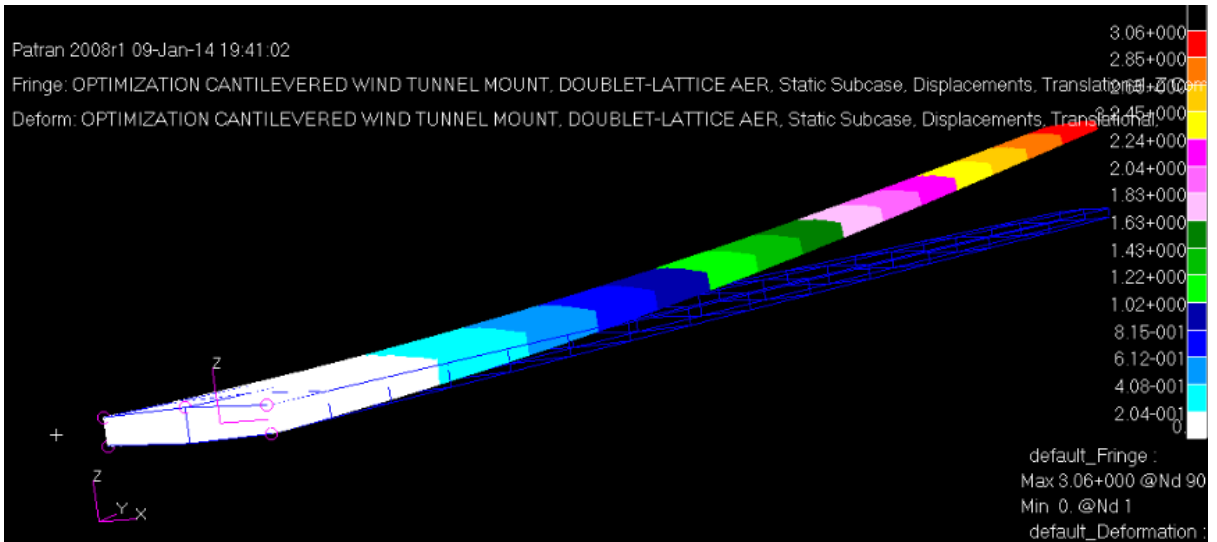 Patran 2008r1 09-Jan-14 19:41:02
Fringe: OPTIMIZATION CANTILEVERED WIND TUNNEL MOUNT, DOUBLET-LATTICE AER, Static Subcase, Displacements, Translational,
Deform: OPTIMIZATION CANTILEVERED WIND TUNNEL MOUNT, DOUBLET-LATTICE AER, Static Subcase, Displacements, Translational,
3.06+000
2.85+000
2.45+000
2.24+000
2.04+000
1.83+000
1.63+000
1.43+000
1.22+000
1.02+000
8.15-001
6.12-001
4.08-001
2.04-001
0.
Z
Z
Y
X
default_Fringe :
Max 3.06+000 @Nd 90
Min 0. @Nd 1
default_Deformation :